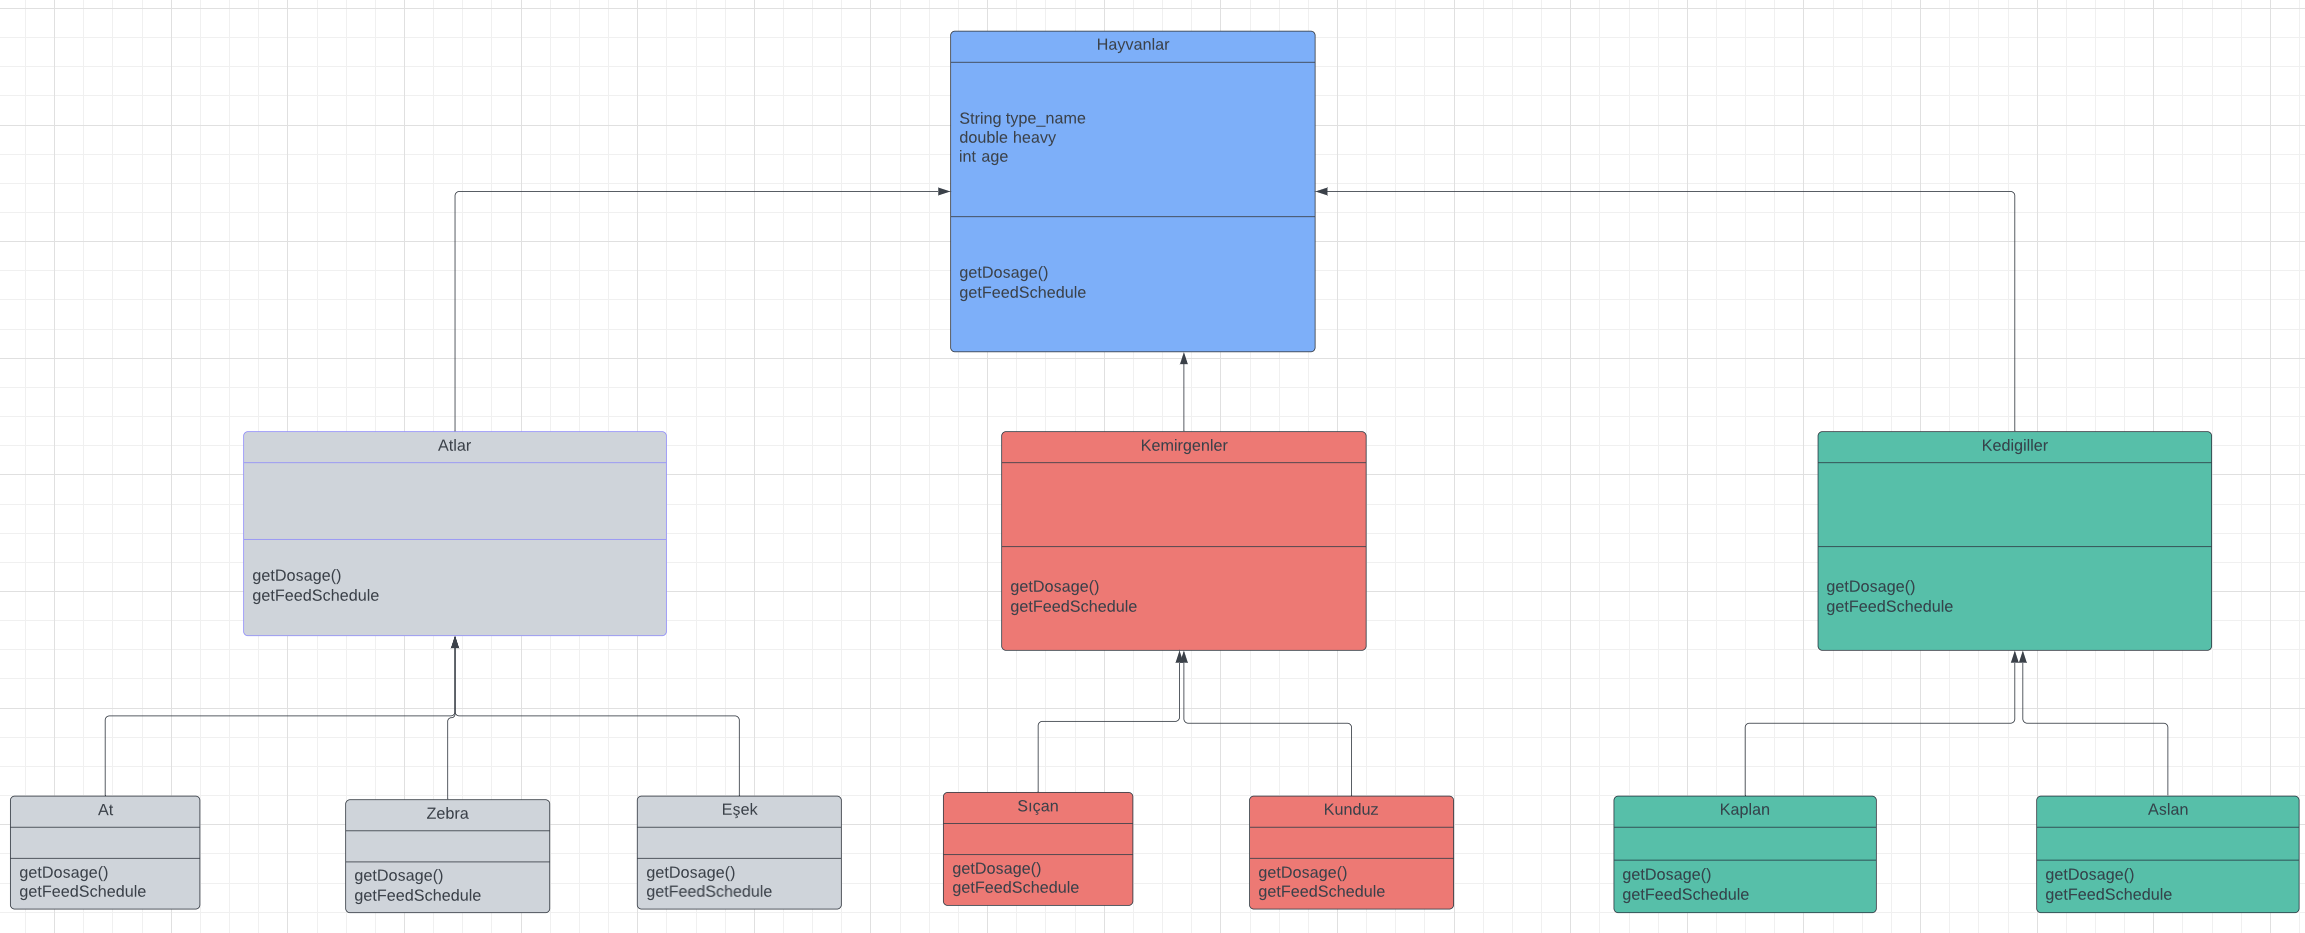 Hayvanlar
String type_name
double heavy
int age
getDosage()
getFeedSchedule
Atlar
getDosage()
getFeedSchedule
Kemirgenler
getDosage()
getFeedSchedule
Kedigiller
getDosage()
getFeedSchedule
At
getDosage()
getFeedSchedule
Zebra
getDosage()
getFeedSchedule
Eşek
getDosage()
getFeedSchedule
Sıçan
getDosage()
getFeedSchedule
Kunduz
getDosage()
getFeedSchedule
Kaplan
getDosage()
getFeedSchedule
Aslan
getDosage()
getFeedSchedule